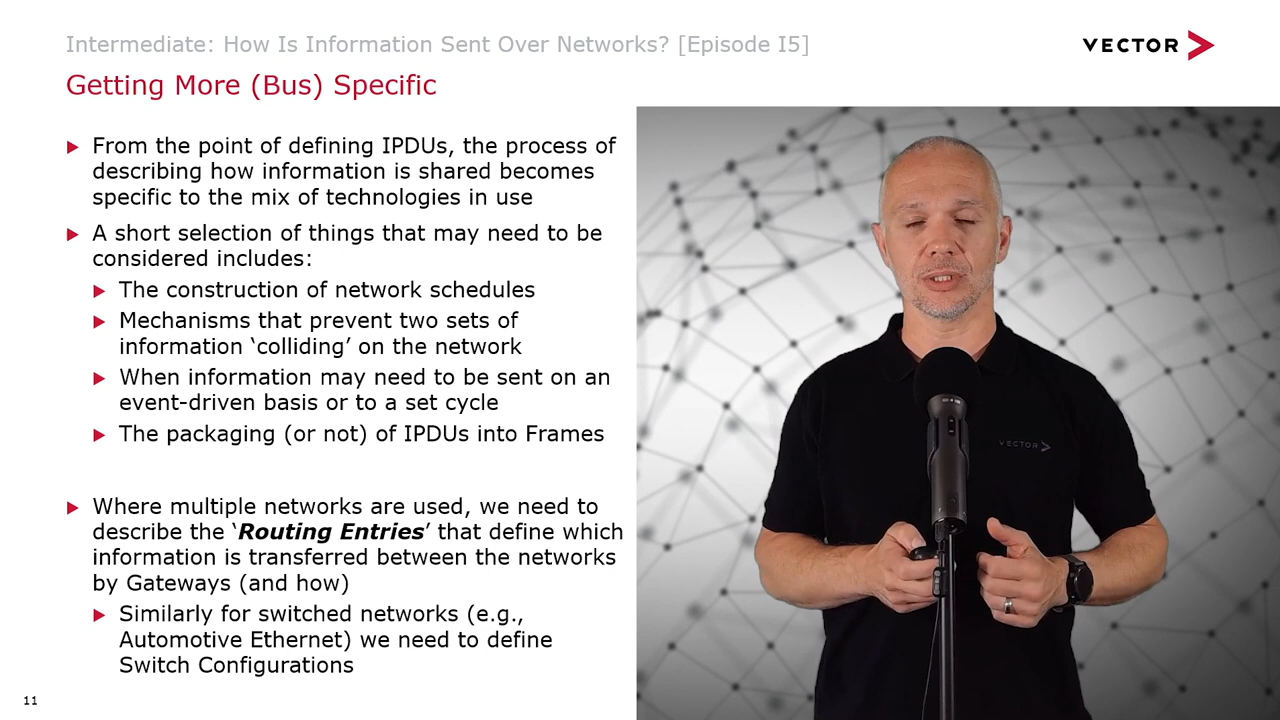 Intermediate: How Is Information Sent Over Networks? [Episode I5]
VECTOR
Getting More (Bus) Specific
From the point of defining IPDUs, the process of
describing how information is shared becomes
specific to the mix of technologies in use
A short selection of things that may need to be
considered includes:
The construction of network schedules
Mechanisms that prevent two sets of
information ‘colliding’ on the network
When information may need to be sent on an
event-driven basis or to a set cycle
The packaging (or not) of IPDUs into Frames
Where multiple networks are used, we need to
describe the ‘Routing Entries’ that define which
information is transferred between the networks
by Gateways (and how)
Similarly for switched networks (e.g.,
Automotive Ethernet) we need to define
Switch Configurations
VECTOR
11